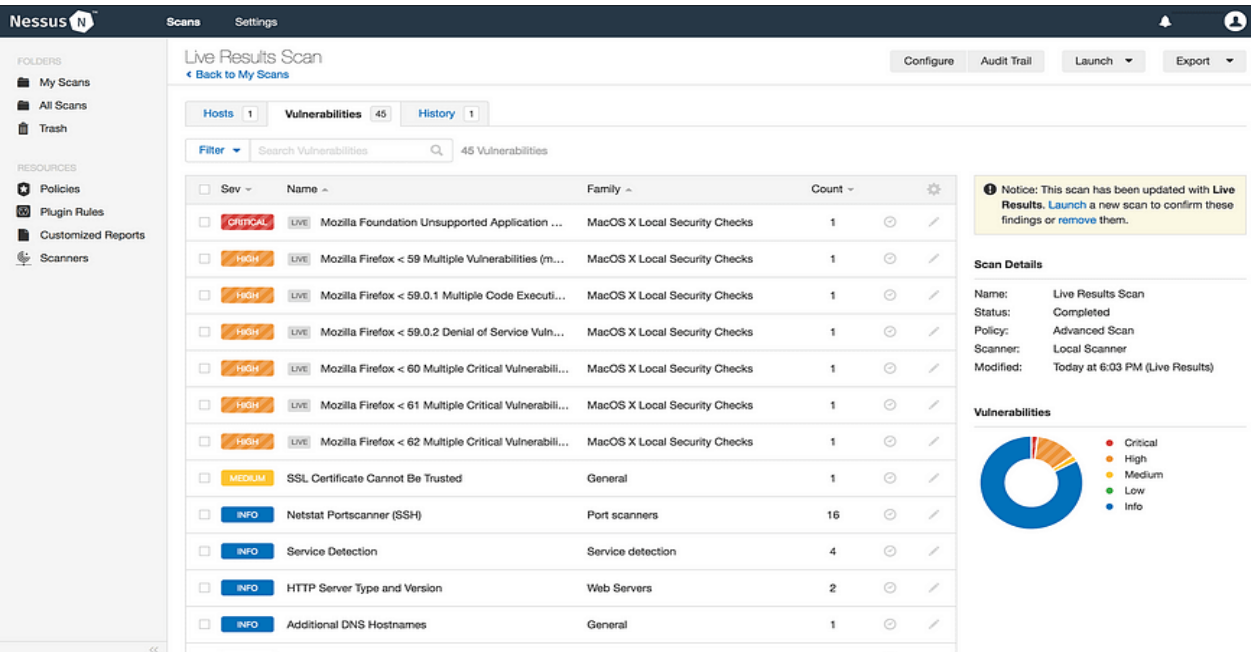 Nessus N
Scans Settings
FOLDERS
My Scans
All Scans
Trash
RESOURCES
Policies
Plugin Rules
Customized Reports
Scanners
Live Results Scan
Back to My Scans
Configure Audit Trail Launch Export
Hosts 1 Vulnerabilities 45 History 1
Filter Search Vulnerabilities 45 Vulnerabilities
Sev Name Family Count
CRITICAL LIVE Mozilla Foundation Unsupported Application ... MacOS X Local Security Checks 1
HIGH LIVE Mozilla Firefox < 59 Multiple Vulnerabilities (m... MacOS X Local Security Checks 1
HIGH LIVE Mozilla Firefox < 59.0.1 Multiple Code Executi... MacOS X Local Security Checks 1
HIGH LIVE Mozilla Firefox < 59.0.2 Denial of Service Vuln... MacOS X Local Security Checks 1
HIGH LIVE Mozilla Firefox < 60 Multiple Critical Vulnerabili... MacOS X Local Security Checks 1
HIGH LIVE Mozilla Firefox < 61 Multiple Critical Vulnerabili... MacOS X Local Security Checks 1
HIGH LIVE Mozilla Firefox < 62 Multiple Critical Vulnerabili... MacOS X Local Security Checks 1
MEDIUM SSL Certificate Cannot Be Trusted General 1
INFO Netstat Portscanner (SSH) Port scanners 16
INFO Service Detection Service detection 4
INFO HTTP Server Type and Version Web Servers 2
INFO Additional DNS Hostnames General 1
Notice: This scan has been updated with Live
Results. Launch a new scan to confirm these
findings or remove them.
Scan Details
Name: Live Results Scan
Status: Completed
Policy: Advanced Scan
Scanner: Local Scanner
Modified: Today at 6:03 PM (Live Results)
Vulnerabilities
Critical
High
Medium
Low
Info